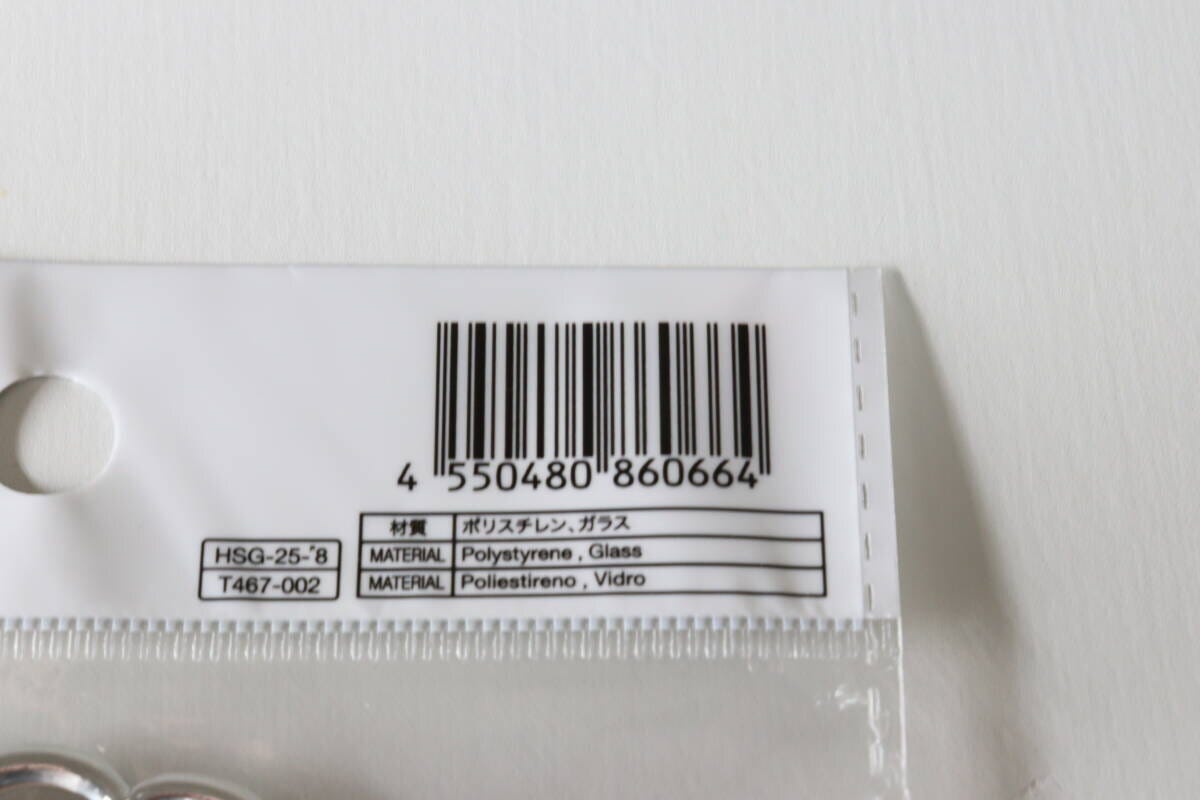 4 550480 860664
材質 ポリスチレン、ガラス
MATERIAL Polystyrene , Glass
MATERIAL Poliestireno , Vidro
HSG-25-"8
T467-002